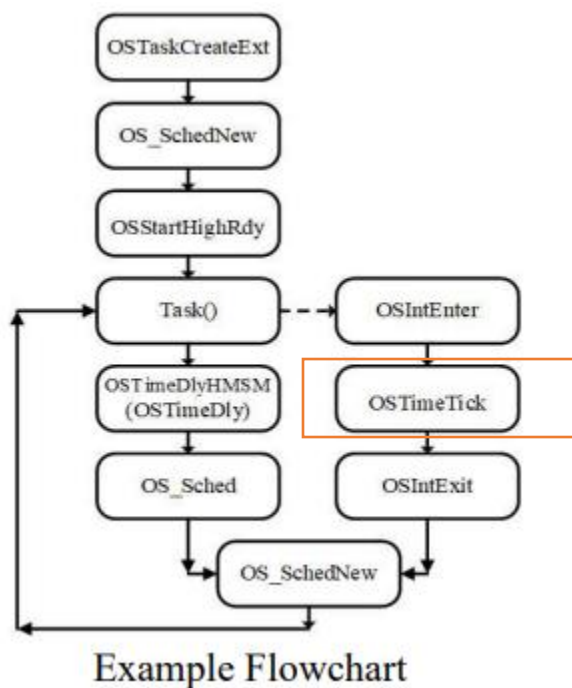 OSTaskCreateExt
OS_SchedNew
OSStartHighRdy
Task()
OSIntEnter
OSTimeDlyHMSM
(OSTimeDly)
OSTimeTick
OS_Sched
OSIntExit
OS_SchedNew
Example Flowchart